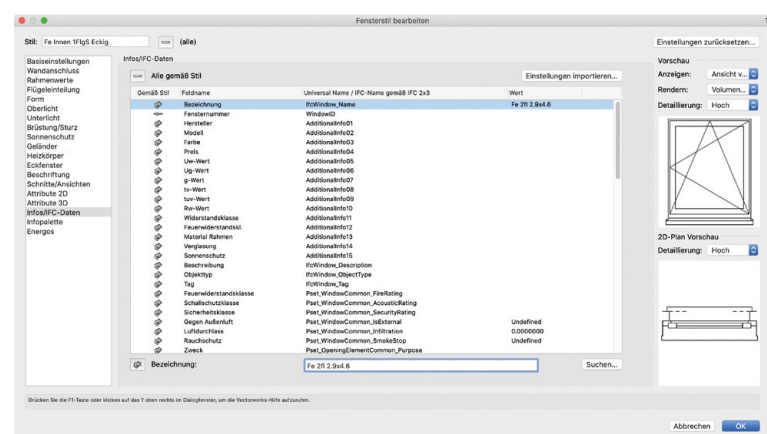 Fensterstil bearbeiten
Stil: Fe Innen 1FlgS Eckig (alle) Einstellungen zurücksetzen...
Basiseinstellungen
Wandanschluss
Rahmenwerte
Flügeleinteilung
Form
Oberlicht
Unterlicht
Brüstung/Sturz
Sonnenschutz
Geländer
Heizkörper
Eckfenster
Beschriftung
Schnitte/Ansichten
Attribute 2D
Attribute 3D
Infos/IFC-Daten
Infopalette
Energos
Infos/IFC-Daten
Alle gemäß Stil Einstellungen importieren...
Gemäß Stil Feldname Universal Name / IFC-Name gemäß IFC 2x3 Wert
Bezeichnung IfcWindow_Name Fe 2fl 2.9x4.6
Fensternummer WindowID
Hersteller AdditionalInfo01
Modell AdditionalInfo02
Farbe AdditionalInfo03
Preis AdditionalInfo04
Uw-Wert AdditionalInfo05
Ug-Wert AdditionalInfo06
g-Wert AdditionalInfo07
tv-Wert AdditionalInfo08
tuv-Wert AdditionalInfo09
Rw-Wert AdditionalInfo10
Widerstandsklasse AdditionalInfo11
Feuerwiderstandskl. AdditionalInfo12
Material Rahmen AdditionalInfo13
Verglasung AdditionalInfo14
Sonnenschutz AdditionalInfo15
Beschreibung IfcWindow_Description
Objekttyp IfcWindow_ObjectType
Tag IfcWindow_Tag
Feuerwiderstandsklasse Pset_WindowCommon_FireRating
Schallschutzklasse Pset_WindowCommon_AcousticRating
Sicherheitsklasse Pset_WindowCommon_SecurityRating
Gegen Außenluft Pset_WindowCommon_IsExternal Undefined
Luftdurchlass Pset_WindowCommon_Infiltration 0.0000000
Rauchschutz Pset_WindowCommon_SmokeStop Undefined
Zweck Pset_OpeningElementCommon_Purpose
Bezeichnung: Fe 2fl 2.9x4.6 Suchen...
Vorschau
Anzeigen: Ansicht v...
Rendern: Volumen...
Detaillierung: Hoch
2D-Plan Vorschau
Detaillierung: Hoch
Drücken Sie die F1-Taste oder klicken auf das ? oben rechts im Dialogfenster, um die Vectorworks-Hilfe aufzurufen.
Abbrechen OK